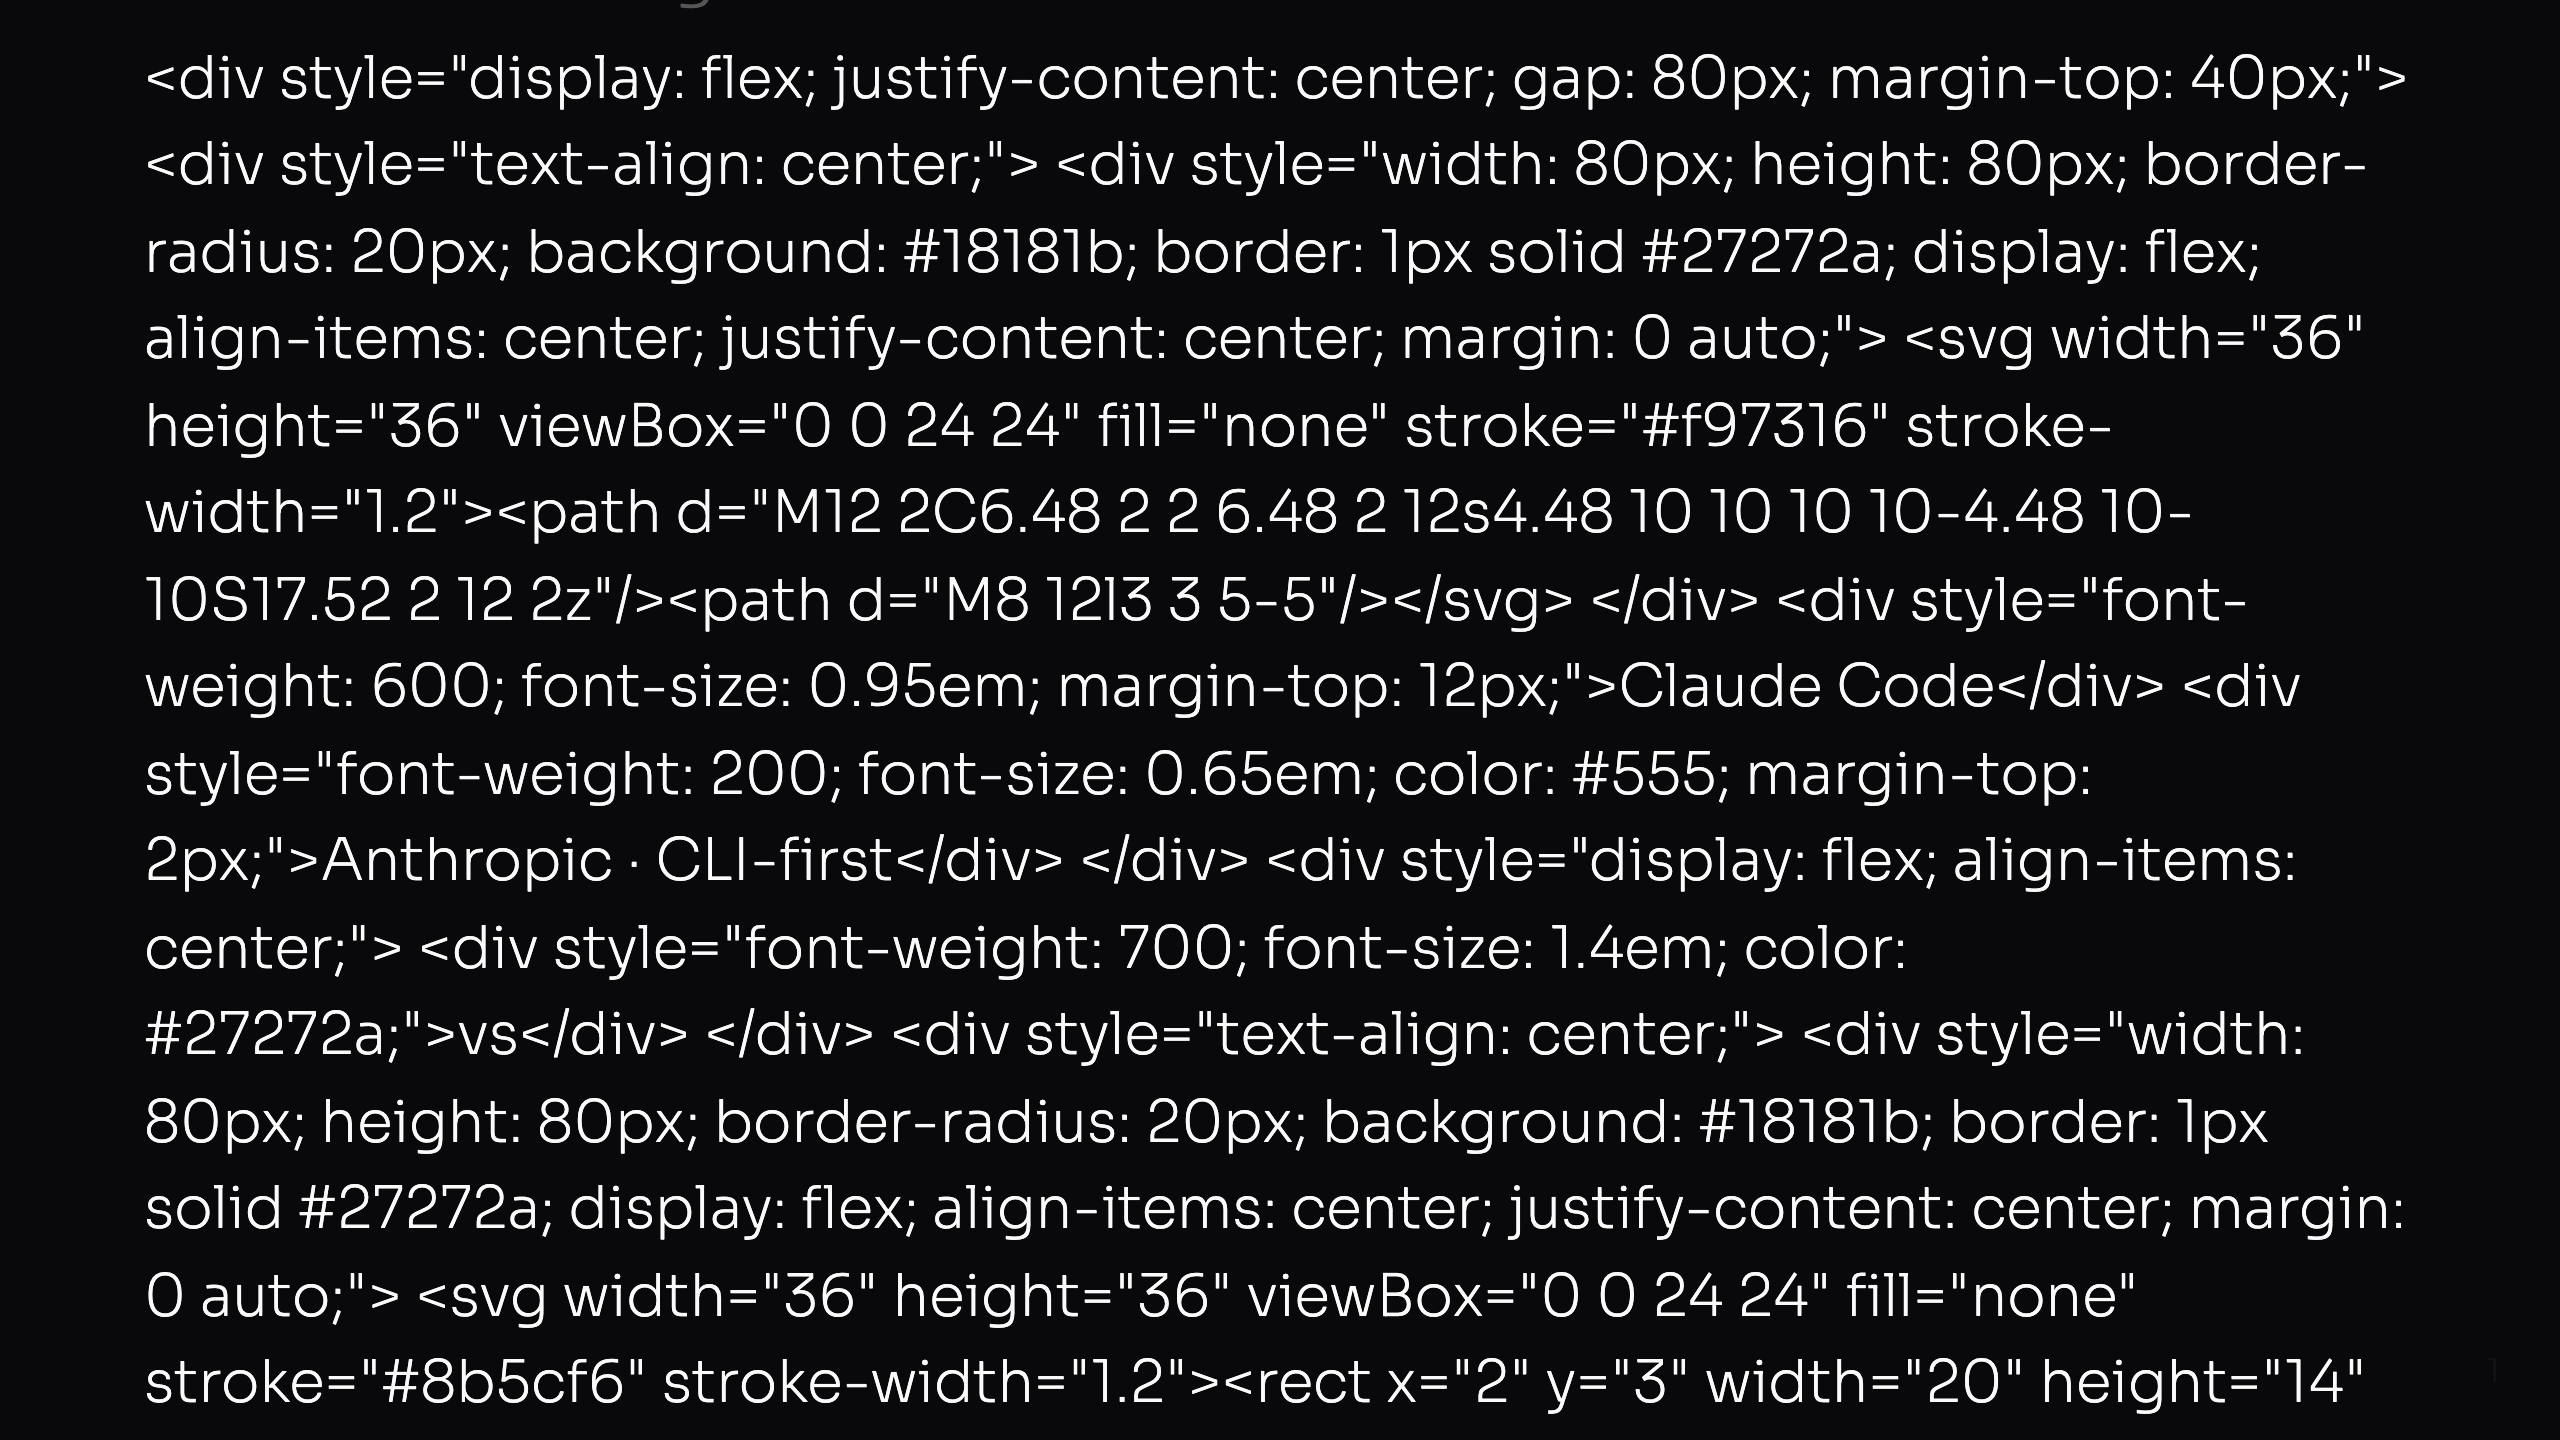 <div style="display: flex; justify-content: center; gap: 80px; margin-top: 40px;">
<div style="text-align: center;"> <div style="width: 80px; height: 80px; border-
radius: 20px; background: #18181b; border: 1px solid #27272a; display: flex;
align-items: center; justify-content: center; margin: 0 auto;"> <svg width="36"
height="36" viewBox="0 0 24 24" fill="none" stroke="#f97316" stroke-
width="1.2"><path d="M12 2C6.48 2 2 6.48 2 12s4.48 10 10 10 10-4.48 10-
10S17.52 2 12 2z"/><path d="M8 12l3 3 5-5"/></svg> </div> <div style="font-
weight: 600; font-size: 0.95em; margin-top: 12px;">Claude Code</div> <div
style="font-weight: 200; font-size: 0.65em; color: #555; margin-top:
2px;">Anthropic · CLI-first</div> </div> <div style="display: flex; align-items:
center;"> <div style="font-weight: 700; font-size: 1.4em; color:
#27272a;">vs</div> </div> <div style="text-align: center;"> <div style="width:
80px; height: 80px; border-radius: 20px; background: #18181b; border: 1px
solid #27272a; display: flex; align-items: center; justify-content: center; margin:
0 auto;"> <svg width="36" height="36" viewBox="0 0 24 24" fill="none"
stroke="#8b5cf6" stroke-width="1.2"><rect x="2" y="3" width="20" height="14"
1